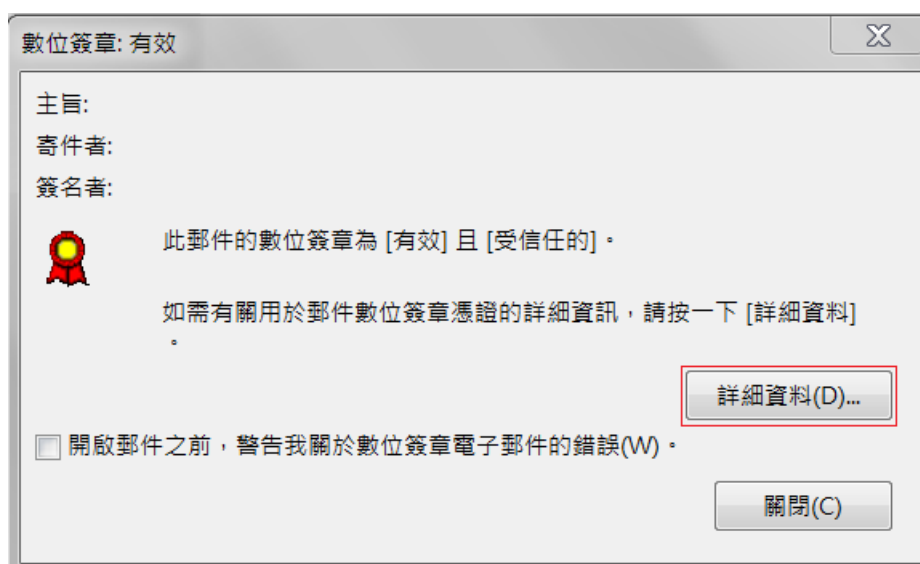 數位簽章: 有效
主旨:
寄件者:
簽名者:
此郵件的數位簽章為 [有效] 且 [受信任的]。
如需有關用於郵件數位簽章憑證的詳細資訊，請按一下 [詳細資料]
。
詳細資料(D)...
開啟郵件之前，警告我關於數位簽章電子郵件的錯誤(W)。
關閉(C)